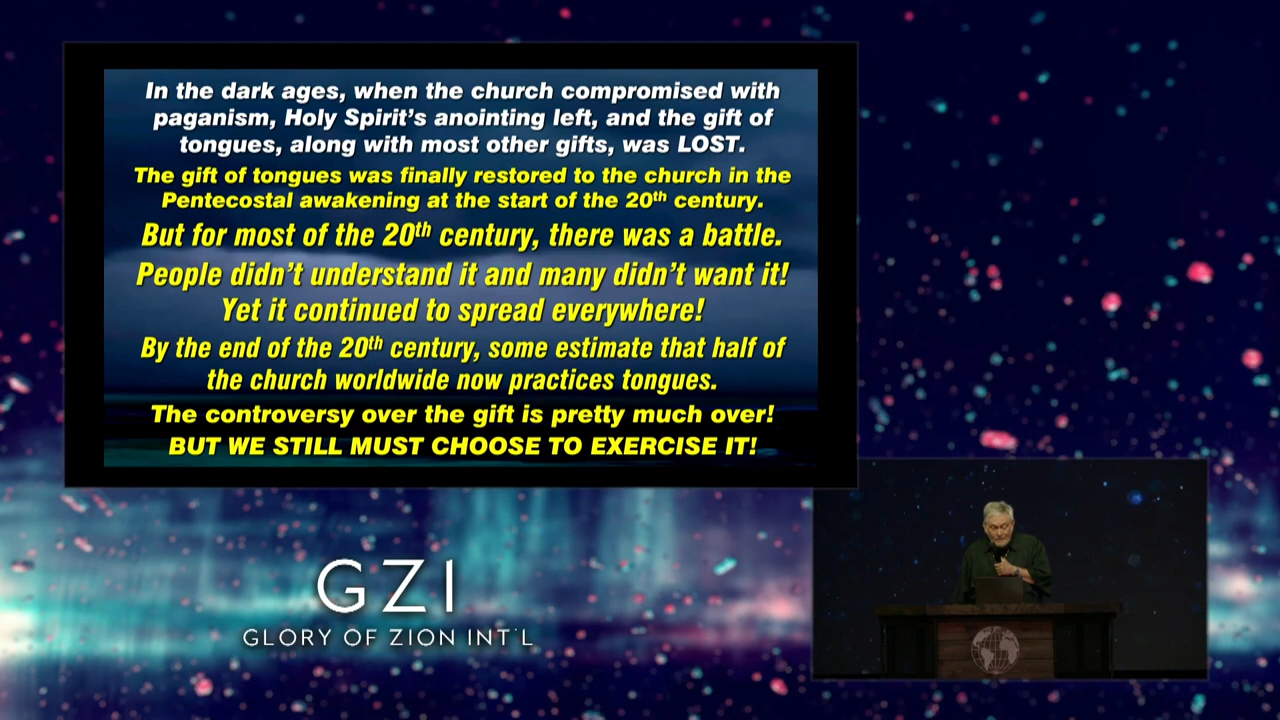 In the dark ages, when the church compromised with
paganism, Holy Spirit's anointing left, and the gift of
tongues, along with most other gifts, was LOST.
The gift of tongues was finally restored to the church in the
Pentecostal awakening at the start of the 20th century.
But for most of the 20th century, there was a battle.
People didn't understand it and many didn't want it!
Yet it continued to spread everywhere!
By the end of the 20th century, some estimate that half of
the church worldwide now practices tongues.
The controversy over the gift is pretty much over!
BUT WE STILL MUST CHOOSE TO EXERCISE IT!
GZI
GLORY OF ZION INT'L